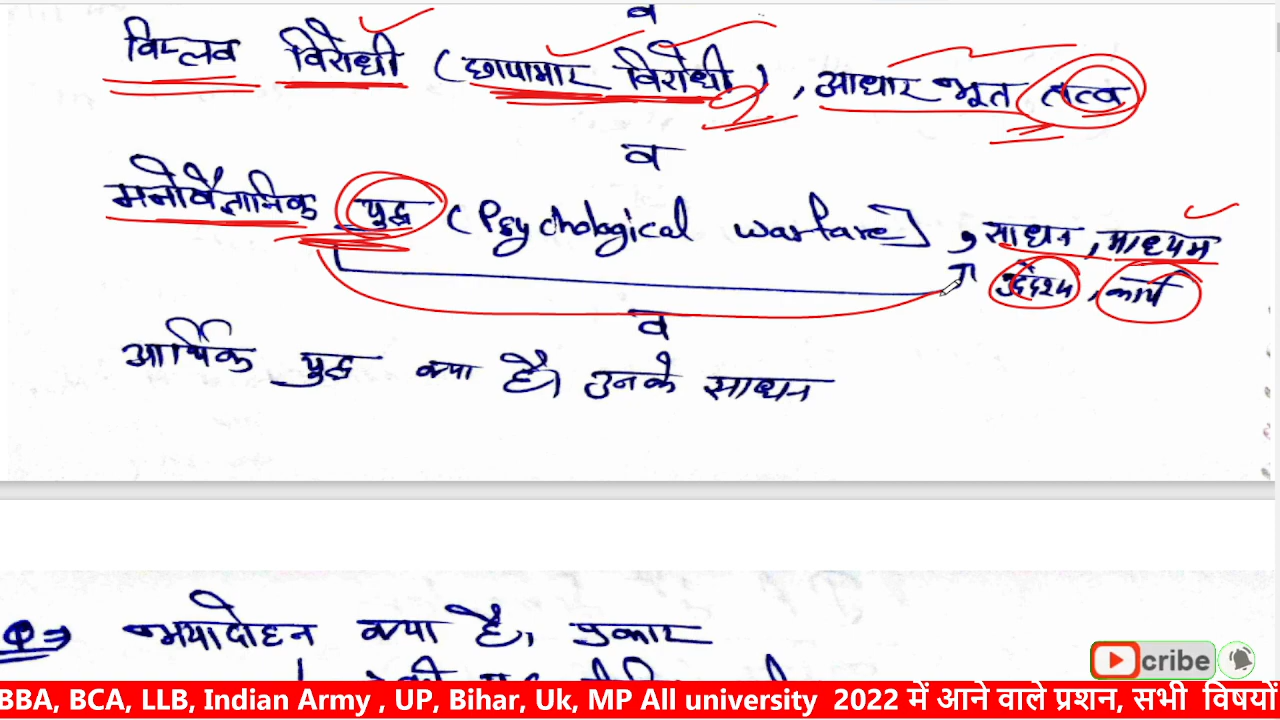 व
विप्लव विरोधी (छापामार विरोधी), आधारभूत तत्व
व
मनोवैज्ञानिक युद्ध (Psychological warfare), साधन, माध्यम
उद्देश्य, कार्य
व
आर्थिक युद्ध क्या है, उनके साधन
Q⇒ भयादोहन क्या है, प्रकार
cribe
BBA, BCA, LLB, Indian Army , UP, Bihar, Uk, MP All university 2022 में आने वाले प्रशन, सभी विषयों